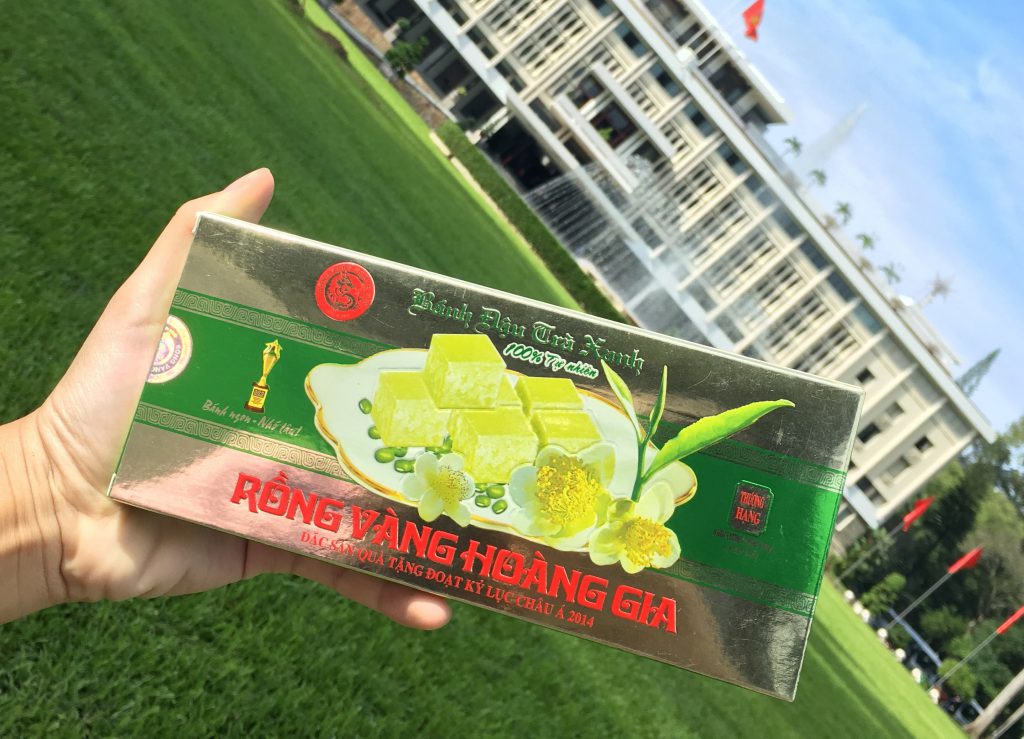 Bánh Đậu Trà Xanh
100% Tự nhiên
Bánh ngon - Nhớ lâu!
RỒNG VÀNG HOÀNG GIA
ĐẶC SẢN QUÀ TẶNG ĐOẠT KỶ LỤC CHÂU Á 2014
THƯỢNG
HẠNG